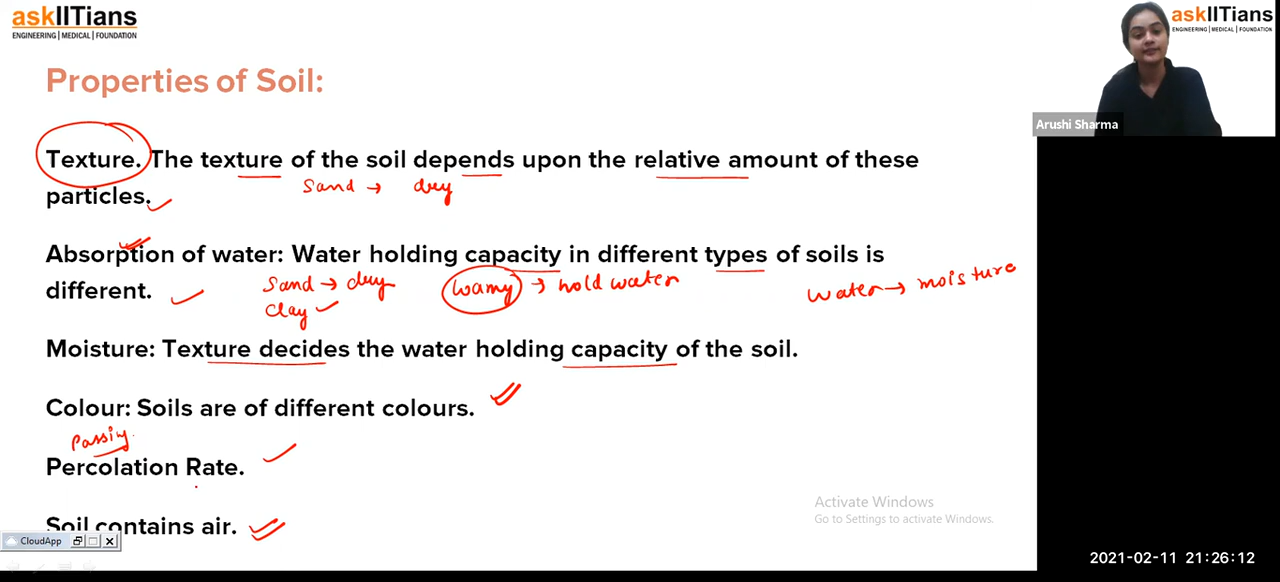 askIITians
ENGINEERING | MEDICAL | FOUNDATION
askIITians
ENGINEERING | MEDICAL | FOUNDATION
Arushi Sharma
Properties of Soil:
Texture. The texture of the soil depends upon the relative amount of these
Sand → dry
particles.
Absorption of water: Water holding capacity in different types of soils is
different.
Sand → dry
loamy → hold water
water → moisture
Clay
Moisture: Texture decides the water holding capacity of the soil.
Colour: Soils are of different colours.
Passing
Percolation Rate.
Soil contains air.
Activate Windows
Go to Settings to activate Windows.
CloudApp
2021-02-11 21:26:12